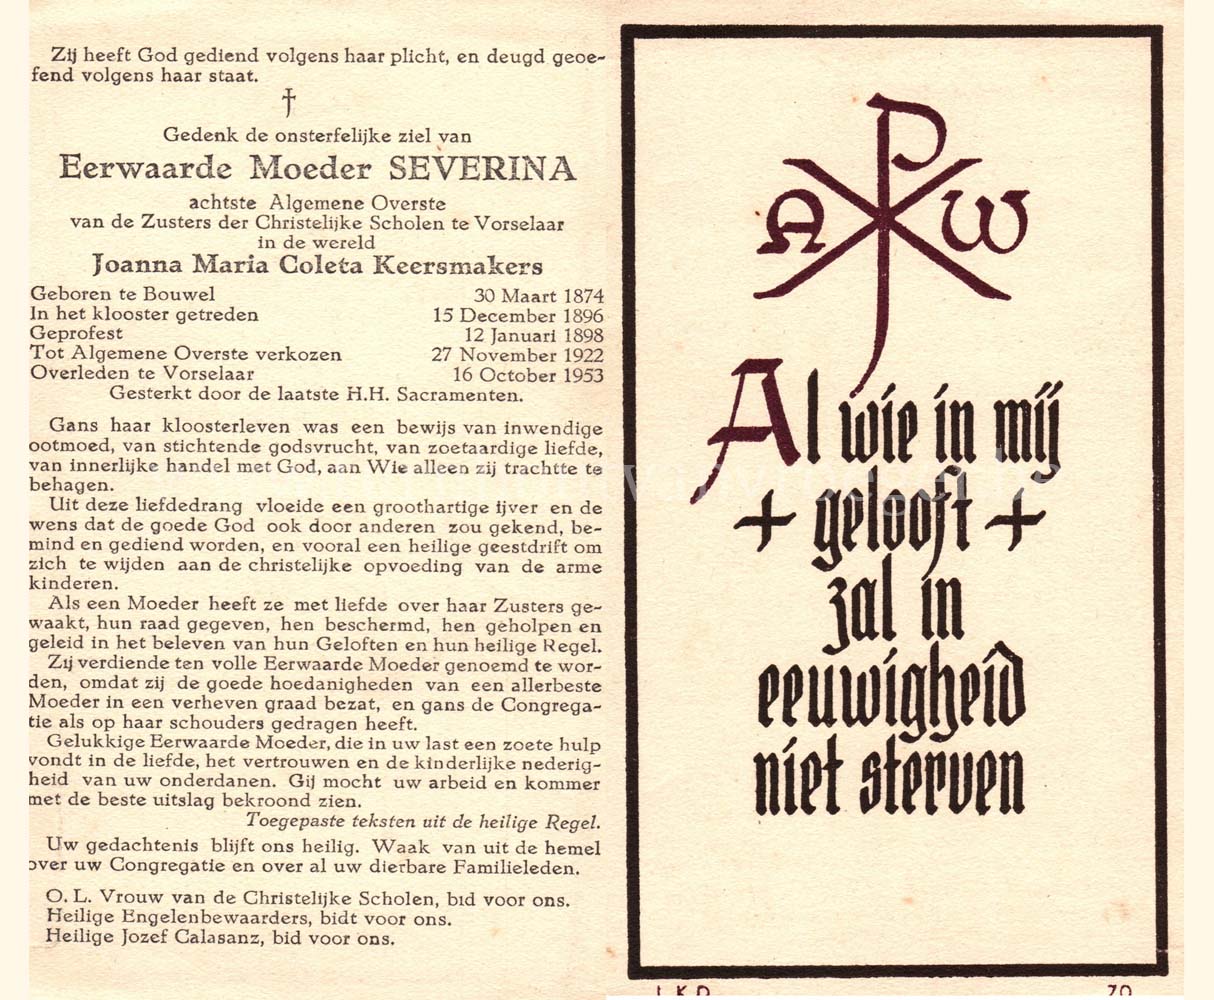 Zij heeft God gediend volgens haar plicht, en deugd geoe-
fend volgens haar staat.
†
Gedenk de onsterfelijke ziel van
Eerwaarde Moeder SEVERINA
achtste Algemene Overste
van de Zusters der Christelijke Scholen te Vorselaar
in de wereld
Joanna Maria Coleta Keersmakers
Geboren te Bouwel 30 Maart 1874
In het klooster getreden 15 December 1896
Geprofest 12 Januari 1898
Tot Algemene Overste verkozen 27 November 1922
Overleden te Vorselaar 16 October 1953
Gesterkt door de laatste H.H. Sacramenten.
Gans haar kloosterleven was een bewijs van inwendige
ootmoed, van stichtende godsvrucht, van zoetaardige liefde,
van innerlijke handel met God, aan Wie alleen zij trachtte te
behagen.
Uit deze liefdedrang vloeide een groothartige ijver en de
wens dat de goede God ook door anderen zou gekend, be-
mind en gediend worden, en vooral een heilige geestdrift om
zich te wijden aan de christelijke opvoeding van de arme
kinderen.
Als een Moeder heeft ze met liefde over haar Zusters ge-
waakt, hun raad gegeven, hen beschermd, hen geholpen en
geleid in het beleven van hun Geloften en hun heilige Regel.
Zij verdiende ten volle Eerwaarde Moeder genoemd te wor-
den, omdat zij de goede hoedanigheden van een allerbeste
Moeder in een verheven graad bezat, en gans de Congrega-
tie als op haar schouders gedragen heeft.
Gelukkige Eerwaarde Moeder, die in uw last een zoete hulp
vondt in de liefde, het vertrouwen en de kinderlijke nederig-
heid van uw onderdanen. Gij mocht uw arbeid en kommer
met de beste uitslag bekroond zien.
Toegepaste teksten uit de heilige Regel.
Uw gedachtenis blijft ons heilig. Waak van uit de hemel
over uw Congregatie en over al uw dierbare Familieleden.
O. L. Vrouw van de Christelijke Scholen, bid voor ons.
Heilige Engelenbewaarders, bidt voor ons.
Heilige Jozef Calasanz, bid voor ons.
A P W
Al wie in mij
+ gelooft +
zal in
eeuwigheid
niet sterven